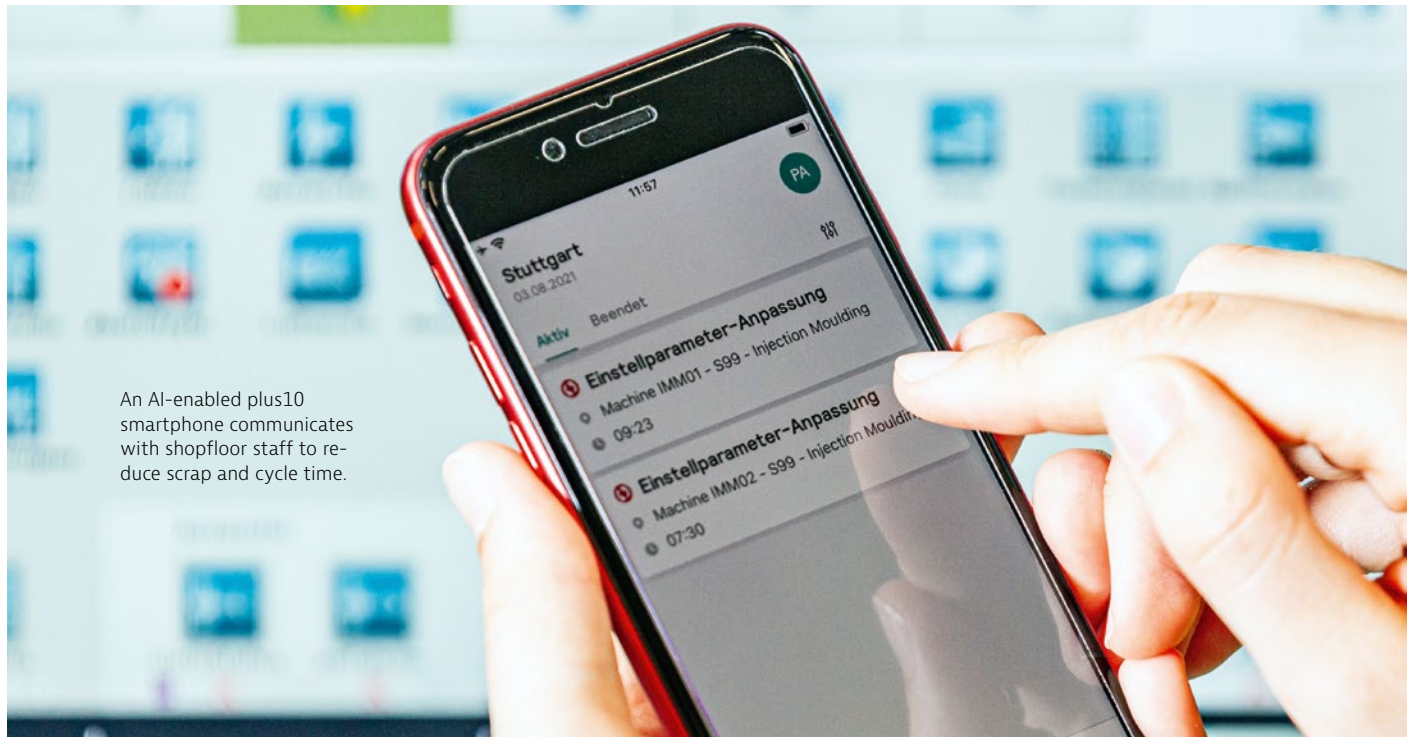 11:57
PA
Stuttgart
03.08.2021
Aktiv Beendet
Einstellparameter-Anpassung
Machine IMM01 - S99 - Injection Moulding
09:23
Einstellparameter-Anpassung
Machine IMM02 - S99 - Injection
07:30
An AI-enabled plus10
smartphone communicates
with shopfloor staff to re-
duce scrap and cycle time.